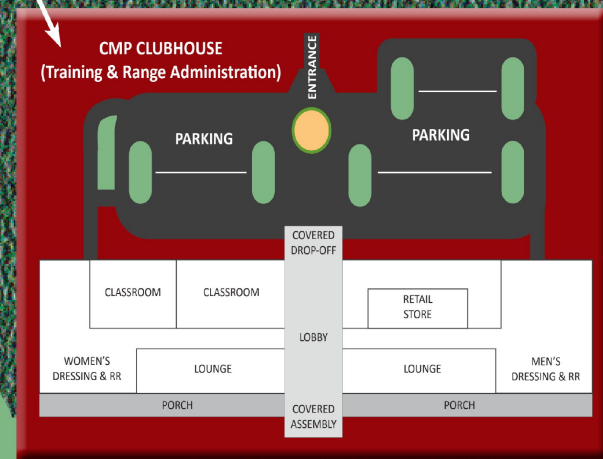 CMP CLUBHOUSE
(Training & Range Administration)
ENTRANCE
PARKING
PARKING
COVERED
DROP-OFF
CLASSROOM
CLASSROOM
RETAIL
STORE
LOBBY
WOMEN'S
DRESSING & RR
LOUNGE
LOUNGE
MEN'S
DRESSING & RR
PORCH
COVERED
ASSEMBLY
PORCH